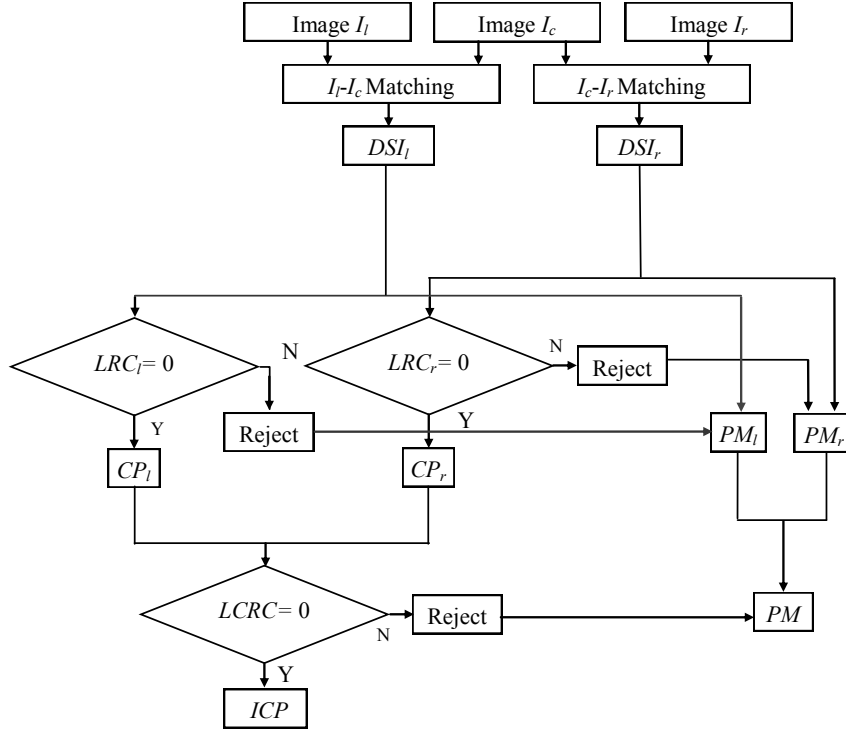 Image Il
Image Ic
Image Ir
Il-Ic Matching
Ic-Ir Matching
DSIl
DSIr
LRCl= 0
N
LRCr= 0
N
Reject
Y
Reject
Y
PMl
PMr
CPl
CPr
LCRC= 0
N
Reject
PM
Y
ICP